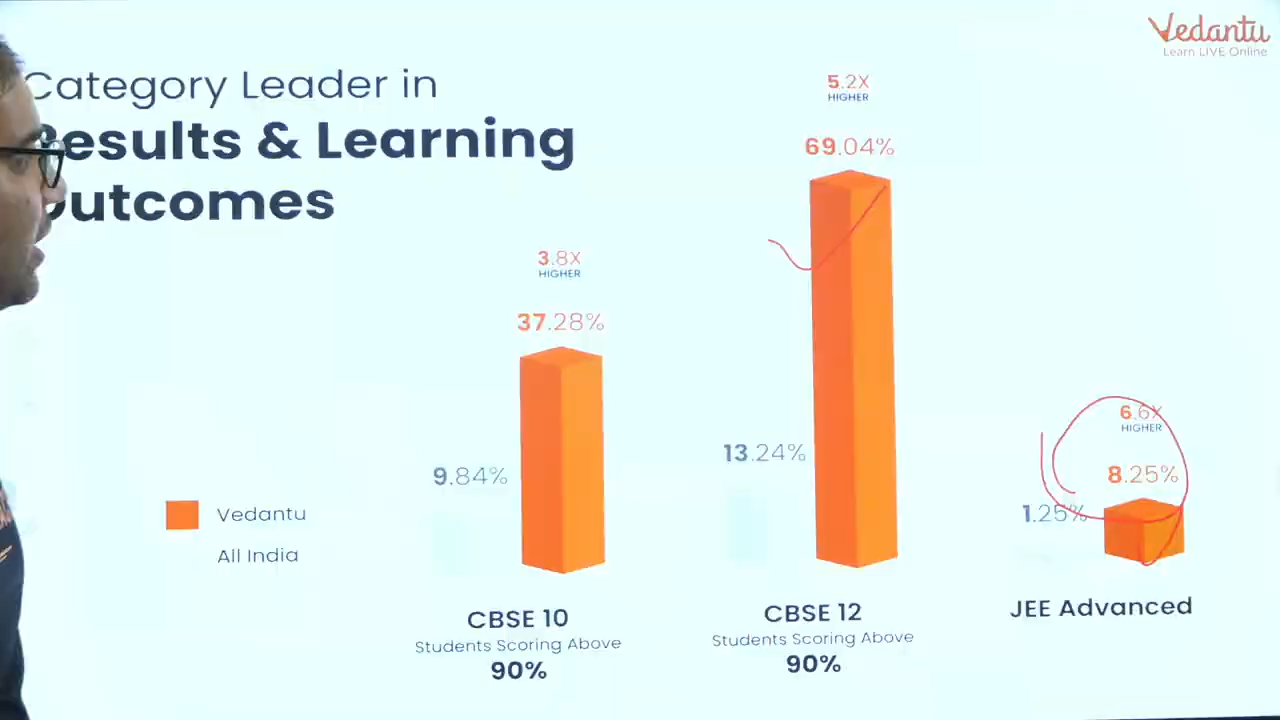 Vedantu
Learn LIVE Online
Category Leader in
Results & Learning
Outcomes
5.2X
HIGHER
69.04%
3.8X
HIGHER
37.28%
9.84%
13.24%
6.6X
HIGHER
8.25%
1.25%
Vedantu
All India
CBSE 10
Students Scoring Above
90%
CBSE 12
Students Scoring Above
90%
JEE Advanced